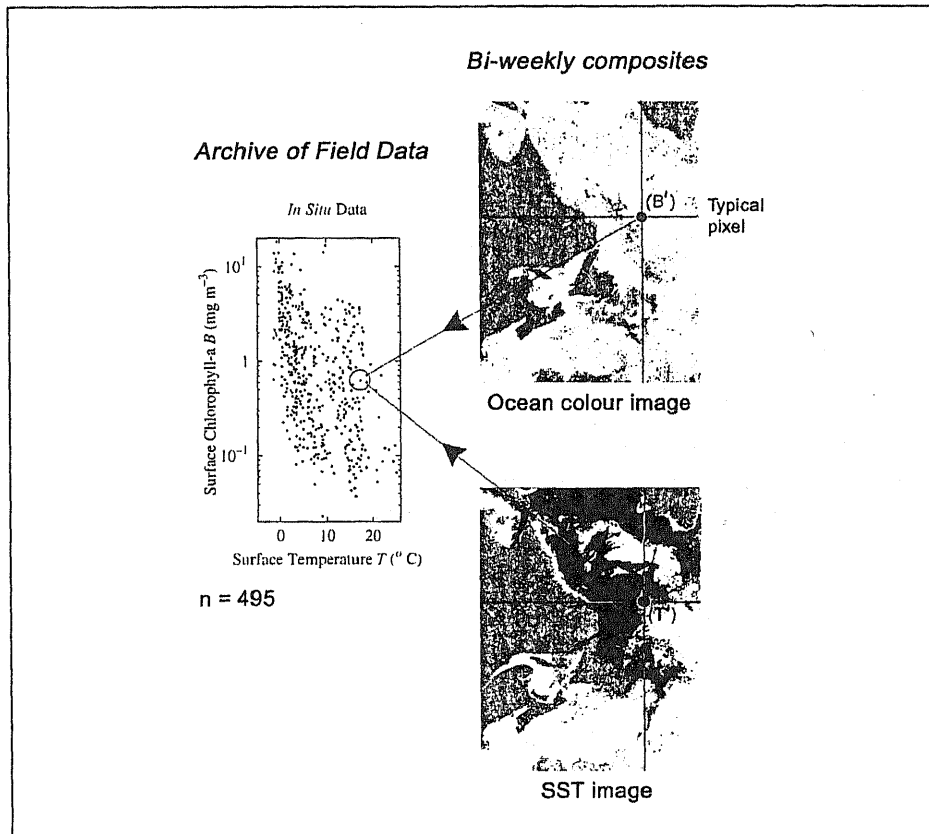 Bi-weekly composites
Archive of Field Data
In Situ Data
Surface Chlorophyll-a B (mg m⁻³)
10¹
1
10⁻¹
0
10
20
Surface Temperature T (° C)
n = 495
(B')
Typical
pixel
Ocean colour image
(T')
SST image